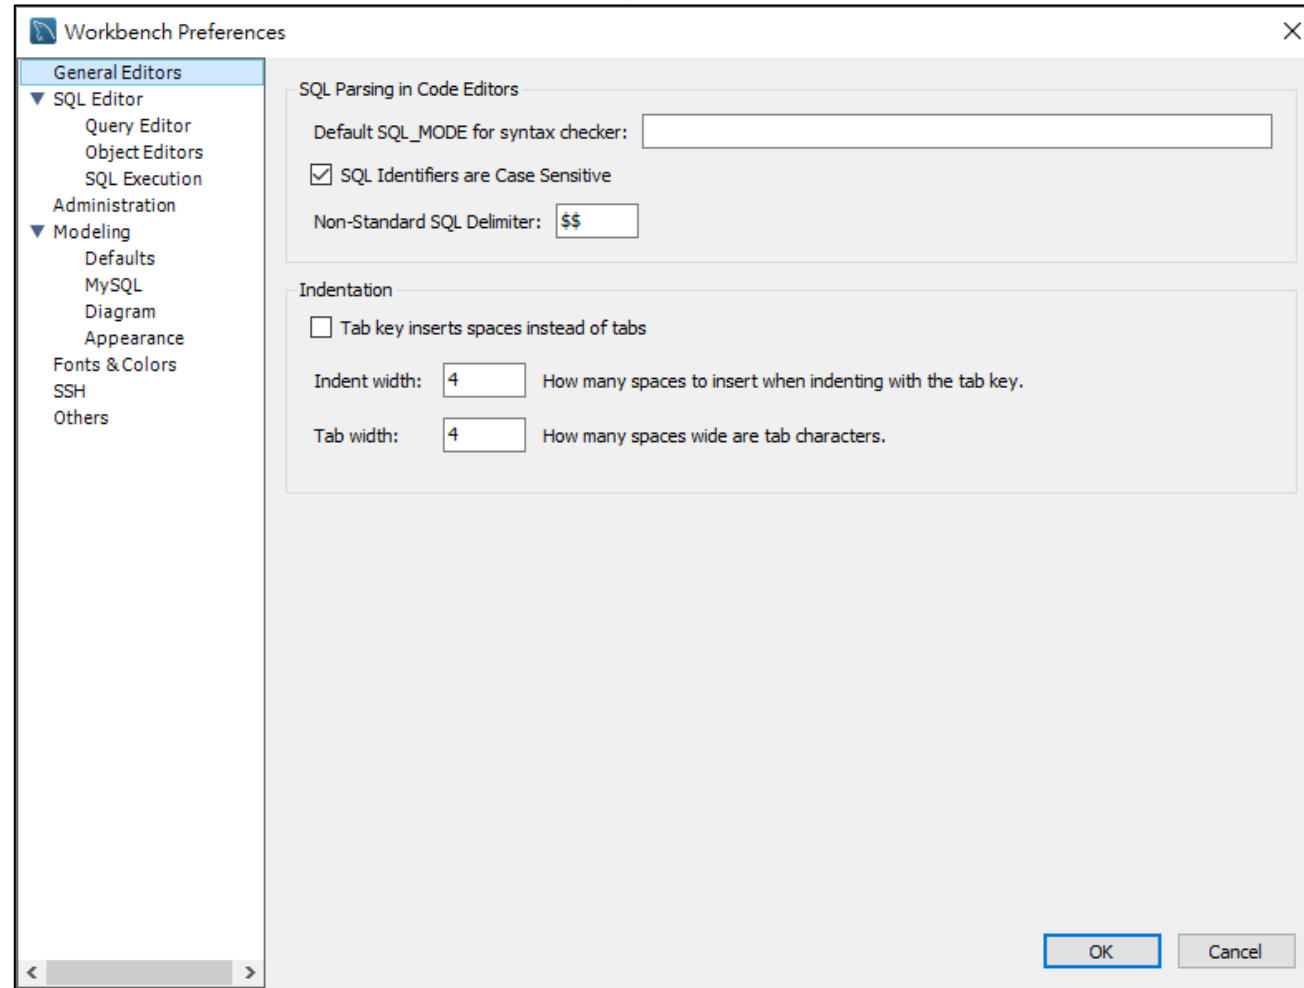 Workbench Preferences
General Editors
SQL Editor
Query Editor
Object Editors
SQL Execution
Administration
Modeling
Defaults
MySQL
Diagram
Appearance
Fonts & Colors
SSH
Others
SQL Parsing in Code Editors
Default SQL_MODE for syntax checker:
SQL Identifiers are Case Sensitive
Non-Standard SQL Delimiter: $$
Indentation
Tab key inserts spaces instead of tabs
Indent width: 4 How many spaces to insert when indenting with the tab key.
Tab width: 4 How many spaces wide are tab characters.
OK Cancel